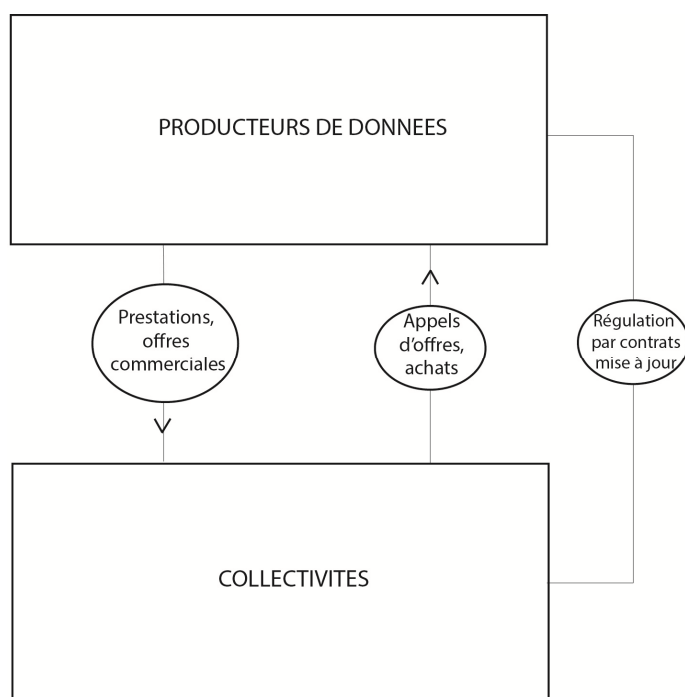 PRODUCTEURS DE DONNEES
Prestations,
offres
commerciales
Appels
d'offres,
achats
Régulation
par contrats
mise à jour
COLLECTIVITES